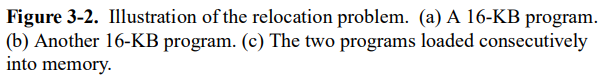 Figure 3-2. Illustration of the relocation problem. (a) A 16-KB program.
(b) Another 16-KB program. (c) The two programs loaded consecutively
into memory.